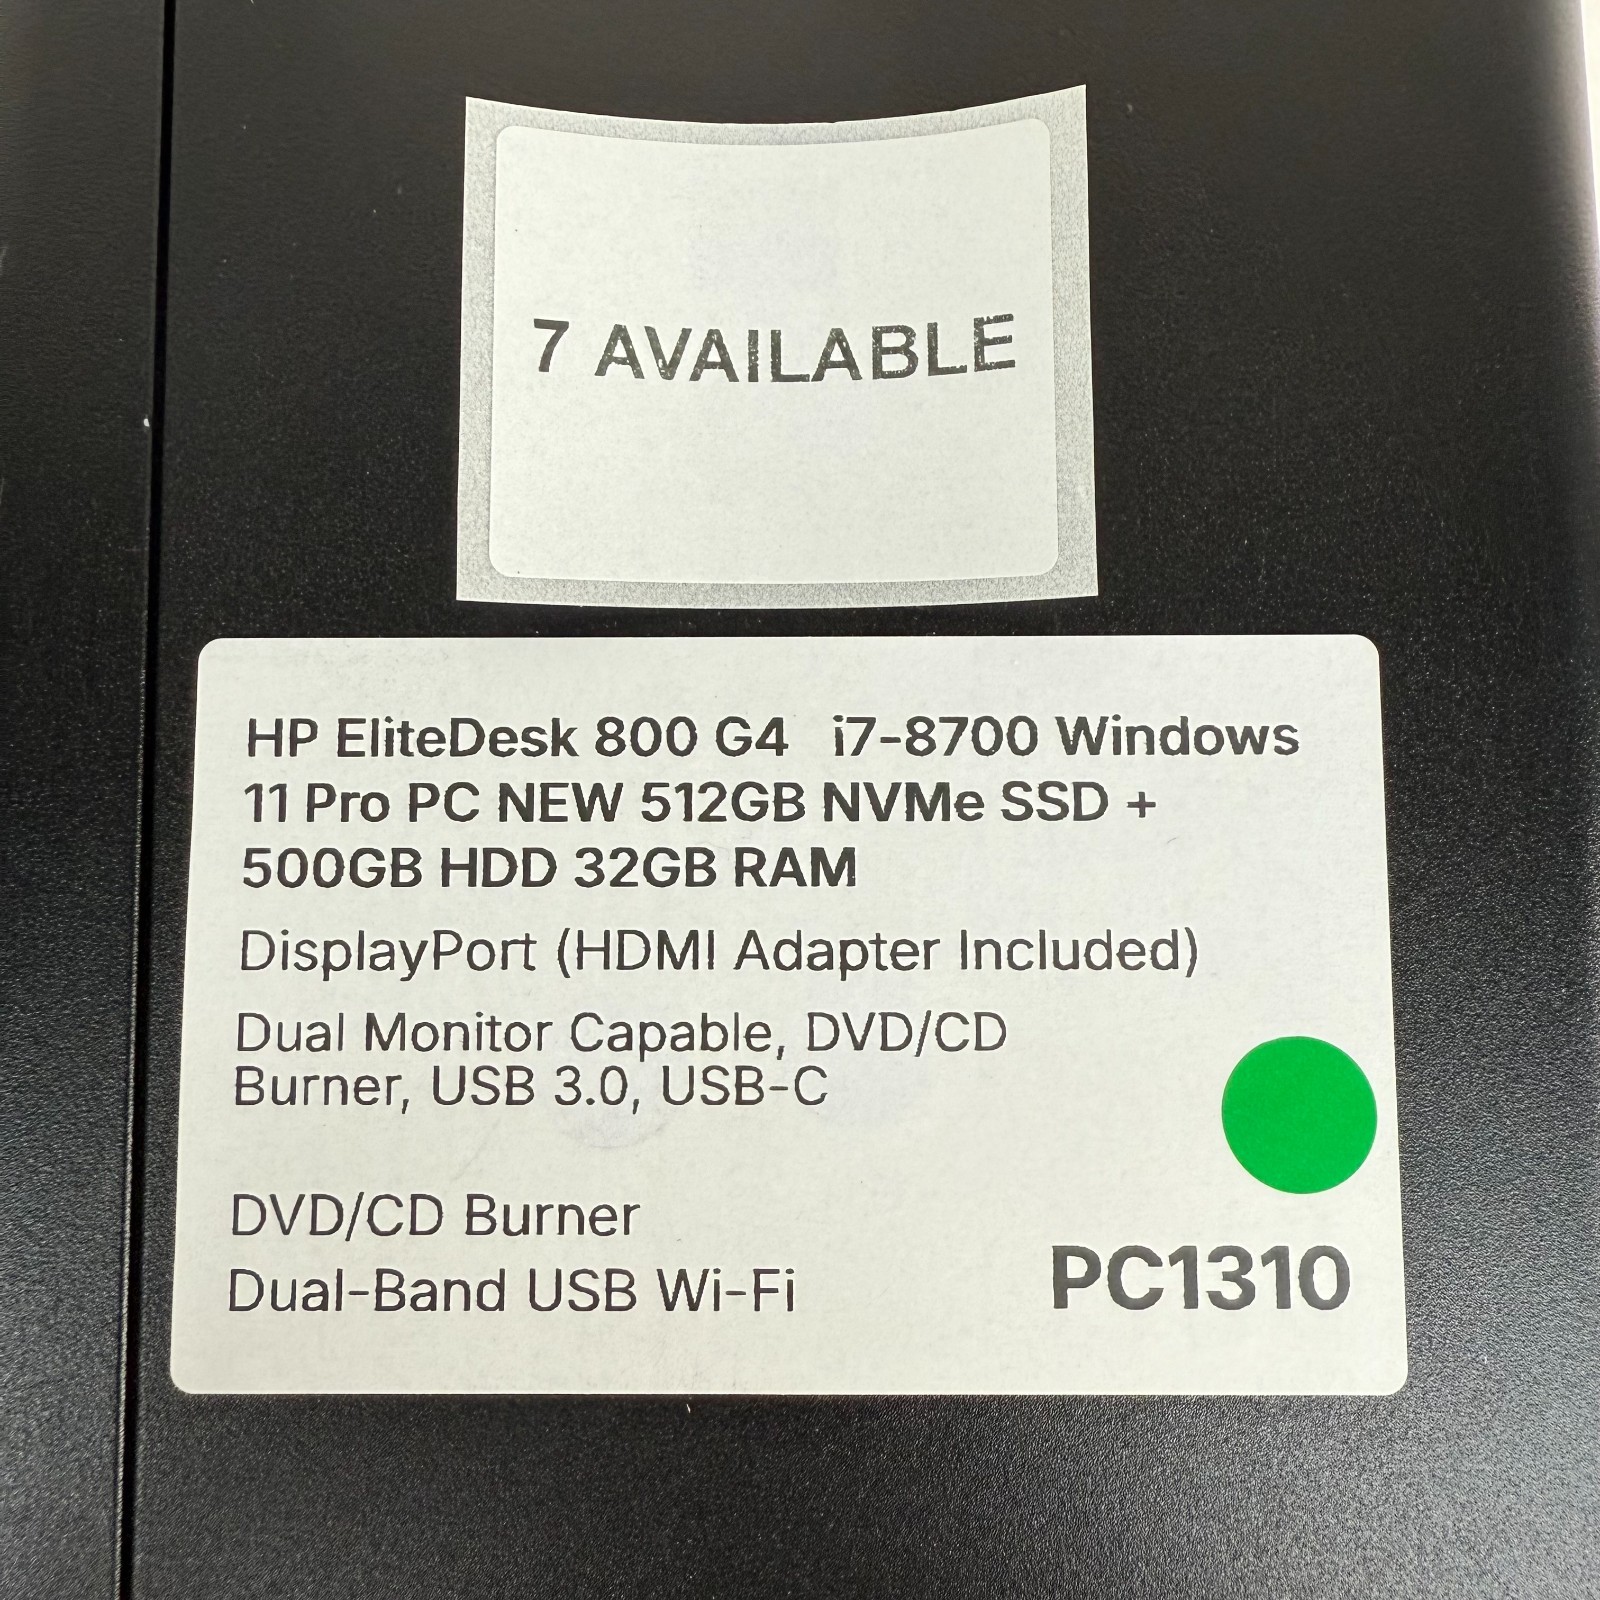 7 AVAILABLE
HP EliteDesk 800 G4 i7-8700 Windows
11 Pro PC NEW 512GB NVMe SSD +
500GB HDD 32GB RAM
DisplayPort (HDMI Adapter Included)
Dual Monitor Capable, DVD/CD
Burner, USB 3.0, USB-C
DVD/CD Burner
Dual-Band USB Wi-Fi
PC1310